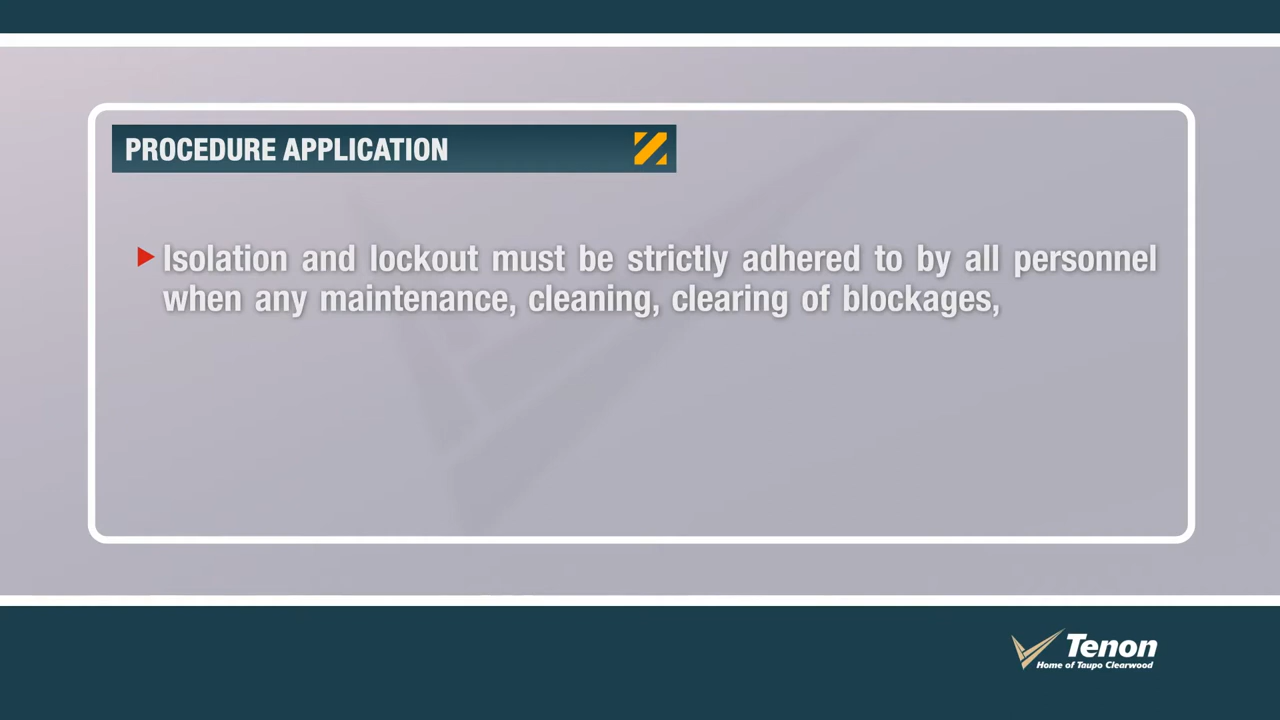 PROCEDURE APPLICATION
Isolation and lockout must be strictly adhered to by all personnel
when any maintenance, cleaning, clearing of blockages,
Tenon
Home of Taupo Clearwood